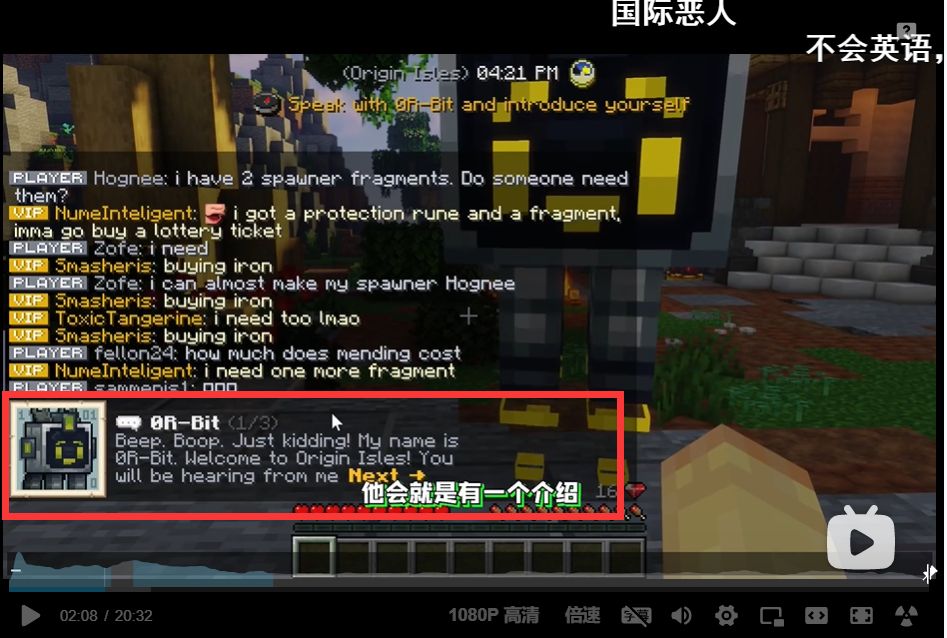 国际恶人
不会英语,
(Origin Isles) 04:21 PM
Speak with 0R-Bit and introduce yourself
PLAYER Hognee: i have 2 spawner fragments. Do someone need
them?
VIP NumeInteligent: i got a protection rune and a fragment,
imma go buy a lottery ticket
PLAYER Zofe: i need
VIP Smasheris: buying iron
PLAYER Zofe: i can almost make my spawner Hognee
VIP Smasheris: buying iron
VIP ToxicTangerine: i need too lmao
VIP Smasheris: buying iron
PLAYER fellon24: how much does mending cost
VIP NumeInteligent: i need one more fragment
PLAYER
0R-Bit (1/3)
Beep. Boop. Just kidding! My name is
0R-Bit. Welcome to Origin Isles! You
will be hearing from me Next →
他会就是有一个介绍
16
02:08 / 20:32
1080P 高清
倍速